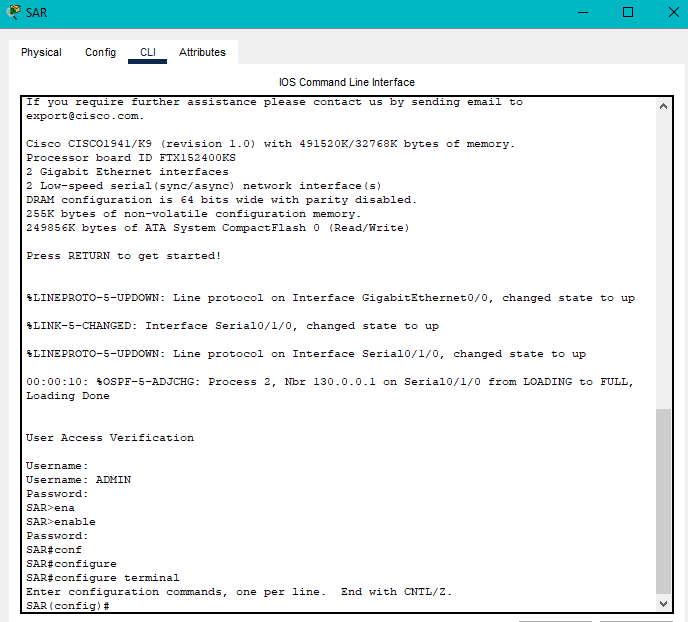 SAR
Physical Config CLI Attributes
IOS Command Line Interface
If you require further assistance please contact us by sending email to
export@cisco.com.
Cisco CISCO1941/K9 (revision 1.0) with 491520K/32768K bytes of memory.
Processor board ID FTX152400KS
2 Gigabit Ethernet interfaces
2 Low-speed serial(sync/async) network interface(s)
DRAM configuration is 64 bits wide with parity disabled.
255K bytes of non-volatile configuration memory.
249856K bytes of ATA System CompactFlash 0 (Read/Write)
Press RETURN to get started!
%LINEPROTO-5-UPDOWN: Line protocol on Interface GigabitEthernet0/0, changed state to up
%LINK-5-CHANGED: Interface Serial0/1/0, changed state to up
%LINEPROTO-5-UPDOWN: Line protocol on Interface Serial0/1/0, changed state to up
00:00:10: %OSPF-5-ADJCHG: Process 2, Nbr 130.0.0.1 on Serial0/1/0 from LOADING to FULL,
Loading Done
User Access Verification
Username:
Username: ADMIN
Password:
SAR>ena
SAR>enable
Password:
SAR#conf
SAR#configure
SAR#configure terminal
Enter configuration commands, one per line.  End with CNTL/Z.
SAR(config)#